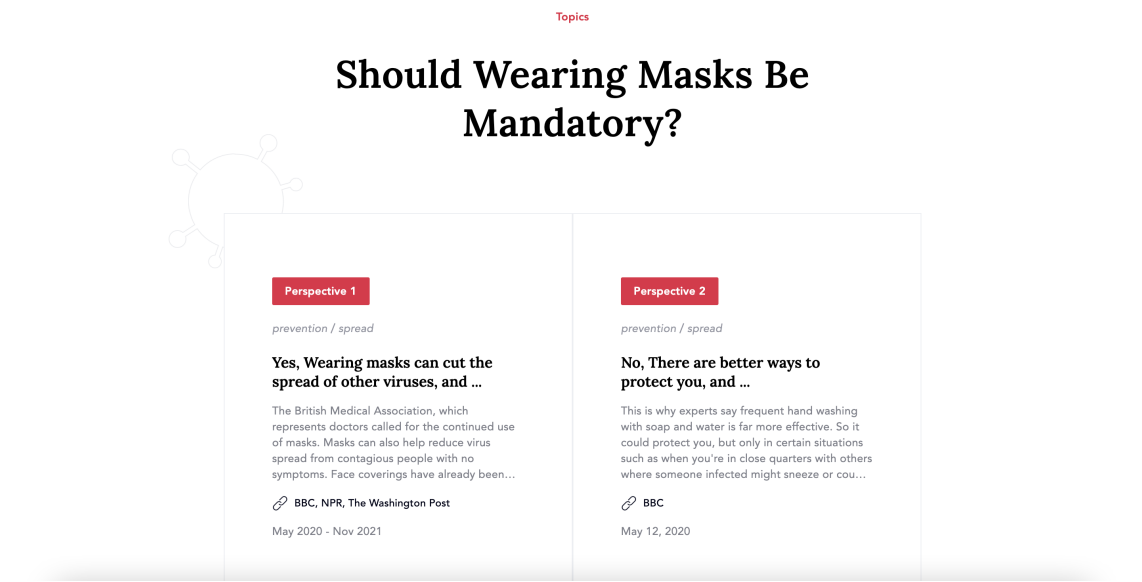 Topics
Should Wearing Masks Be
Mandatory?
Perspective 1
prevention / spread
Yes, Wearing masks can cut the
spread of other viruses, and ...
The British Medical Association, which
represents doctors called for the continued use
of masks. Masks can also help reduce virus
spread from contagious people with no
symptoms. Face coverings have already been...
BBC, NPR, The Washington Post
May 2020 - Nov 2021
Perspective 2
prevention / spread
No, There are better ways to
protect you, and ...
This is why experts say frequent hand washing
with soap and water is far more effective. So it
could protect you, but only in certain situations
such as when you're in close quarters with others
where someone infected might sneeze or cou...
BBC
May 12, 2020